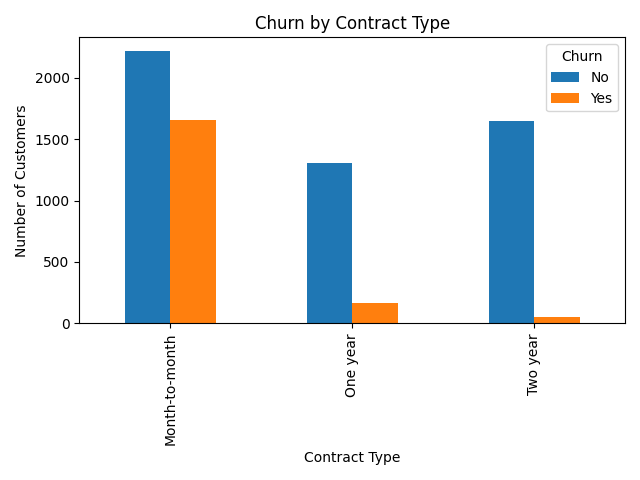 Churn by Contract Type
Churn
No
Yes
Number of Customers
2000
1500
1000
500
0
Month-to-month
One year
Two year
Contract Type